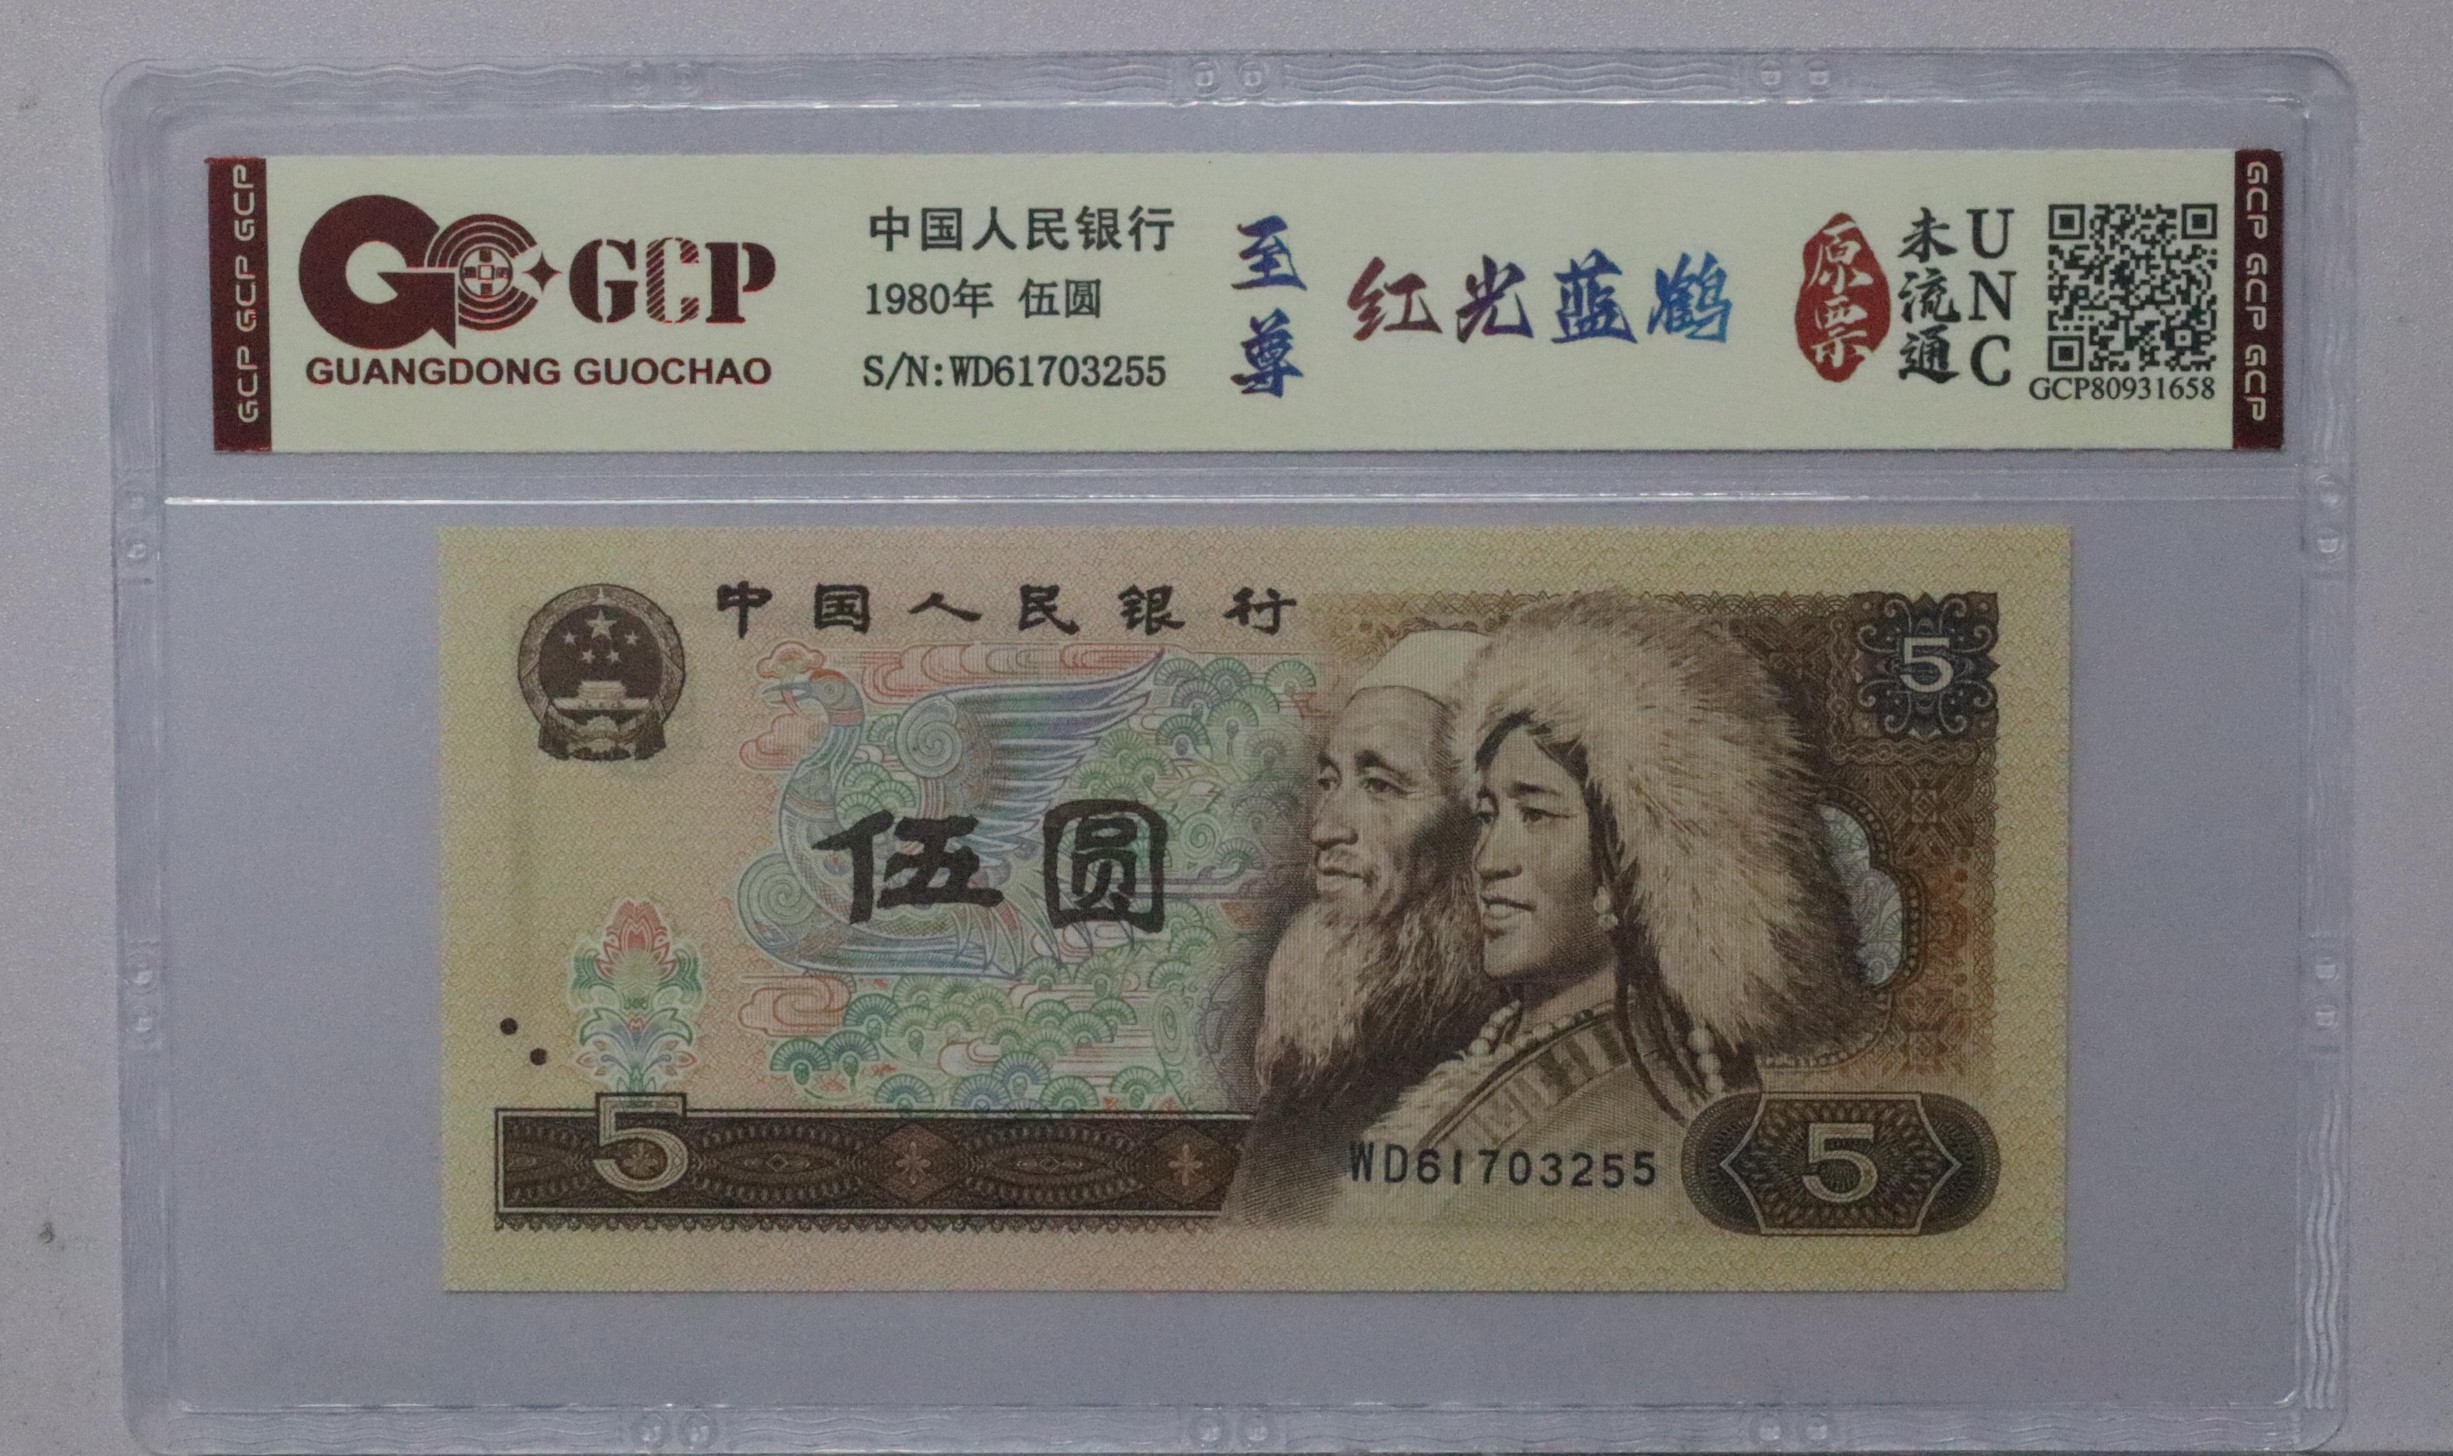 GCP GCP GCP
GCP
GUANGDONG GUOCHAO
中国人民银行
1980年 伍圆
S/N:WD61703255
至尊
红光蓝鹤
原票
未流通
UNC
GCP80931658
GCP GCP GCP
中国人民银行
5
伍圆
5
WD61703255
5